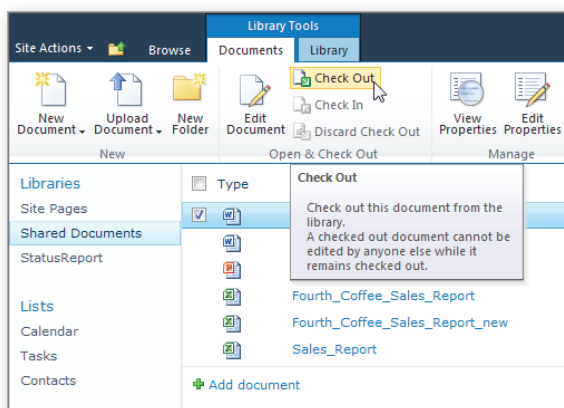 Library Tools
Site Actions Browse Documents Library
New Document
Upload Document
New Folder
Edit Document
Check Out
Check In
Discard Check Out
View Properties
Edit Properties
New
Open & Check Out
Manage
Libraries
Site Pages
Shared Documents
StatusReport
Lists
Calendar
Tasks
Contacts
Type
Check Out
Check out this document from the
library.
A checked out document cannot be
edited by anyone else while it
remains checked out.
Fourth_Coffee_Sales_Report
Fourth_Coffee_Sales_Report_new
Sales_Report
Add document